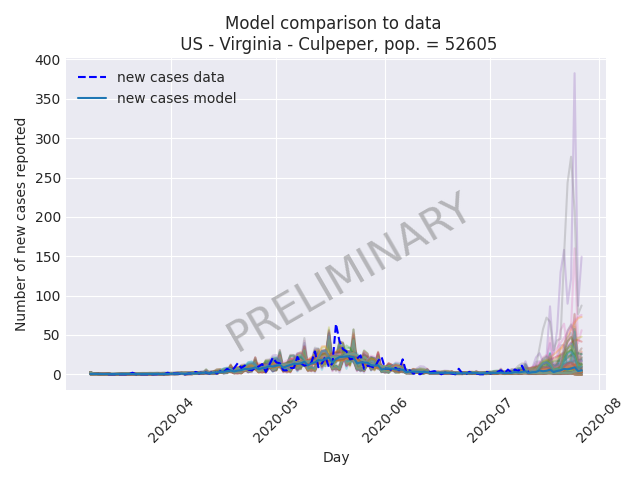 Model comparison to data
US - Virginia - Culpeper, pop. = 52605
400
350
300
250
200
150
100
50
0
Number of new cases reported
new cases data
new cases model
PRELIMINARY
2020-04
2020-05
2020-06
2020-07
2020-08
Day